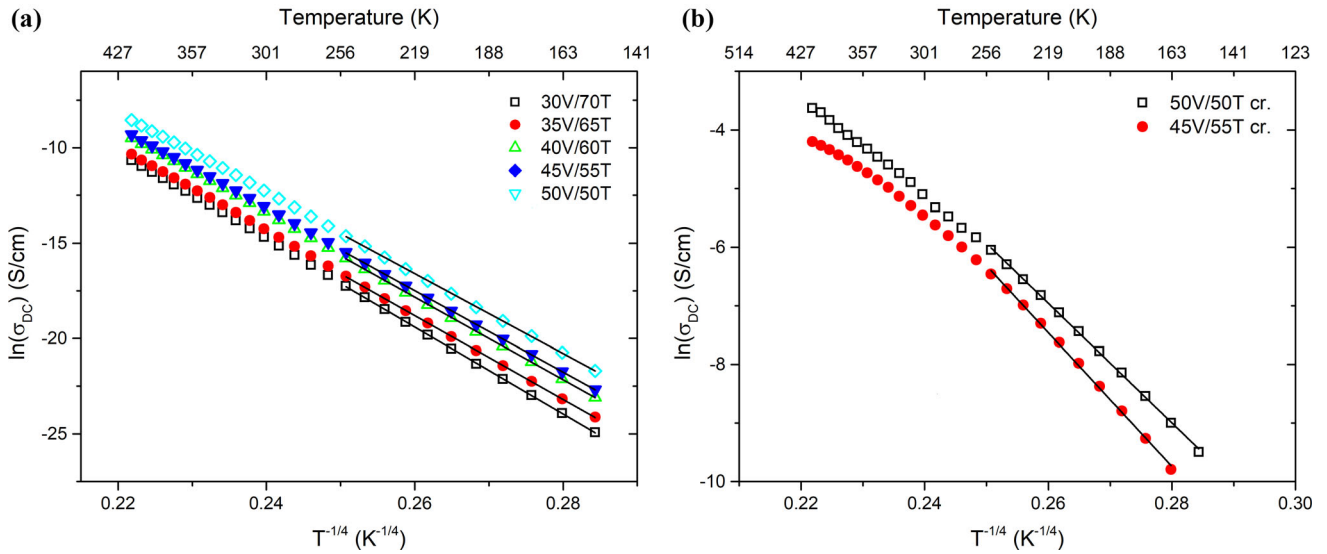 (a)
Temperature (K)
427 357 301 256 219 188 163 141
30V/70T
35V/65T
40V/60T
45V/55T
50V/50T
-10
-15
-20
-25
ln(σDC) (S/cm)
0.22 0.24 0.26 0.28
T-1/4 (K-1/4)
(b)
Temperature (K)
514 427 357 301 256 219 188 163 141 123
50V/50T cr.
45V/55T cr.
-4
-6
-8
-10
ln(σDC) (S/cm)
0.22 0.24 0.26 0.28 0.30
T-1/4 (K-1/4)